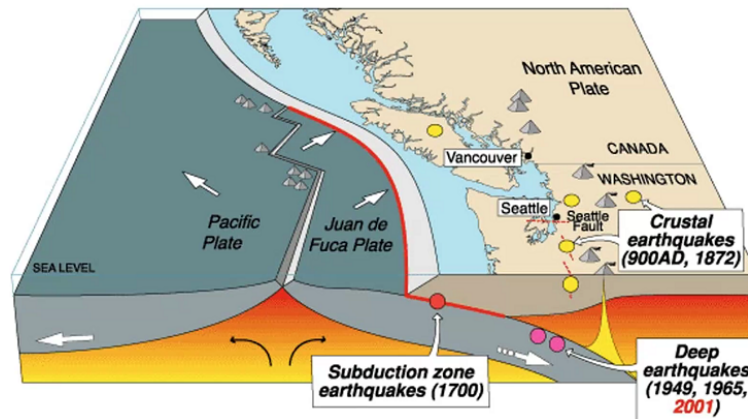 North American
Plate
CANADA
Vancouver
WASHINGTON
Seattle
Seattle
Fault
Pacific
Plate
Juan de
Fuca Plate
Crustal
earthquakes
(900AD, 1872)
SEA LEVEL
Subduction zone
earthquakes (1700)
Deep
earthquakes
(1949, 1965,
2001)